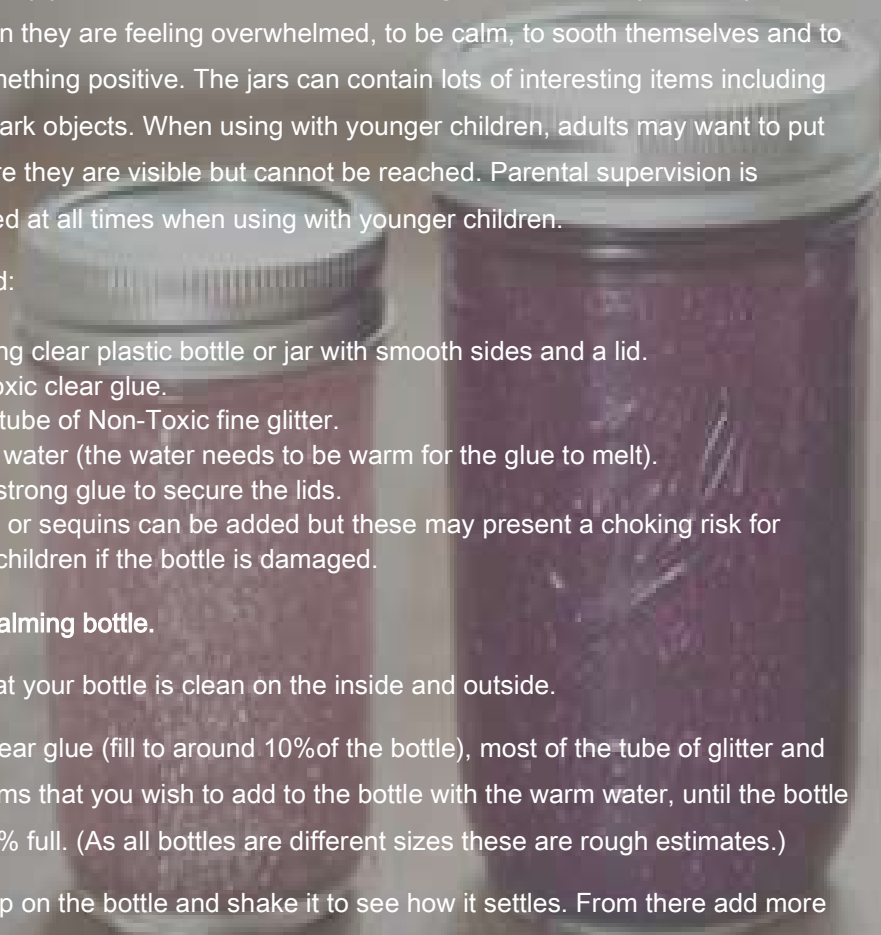 n they are feeling overwhelmed, to be calm, to sooth themselves and to
mething positive. The jars can contain lots of interesting items including
ark objects. When using with younger children, adults may want to put
re they are visible but cannot be reached. Parental supervision is
ed at all times when using with younger children.
d:
ng clear plastic bottle or jar with smooth sides and a lid.
oxic clear glue.
tube of Non-Toxic fine glitter.
water (the water needs to be warm for the glue to melt).
strong glue to secure the lids.
or sequins can be added but these may present a choking risk for
children if the bottle is damaged.
alming bottle.
at your bottle is clean on the inside and outside.
lear glue (fill to around 10%of the bottle), most of the tube of glitter and
ms that you wish to add to the bottle with the warm water, until the bottle
% full. (As all bottles are different sizes these are rough estimates.)
p on the bottle and shake it to see how it settles. From there add more